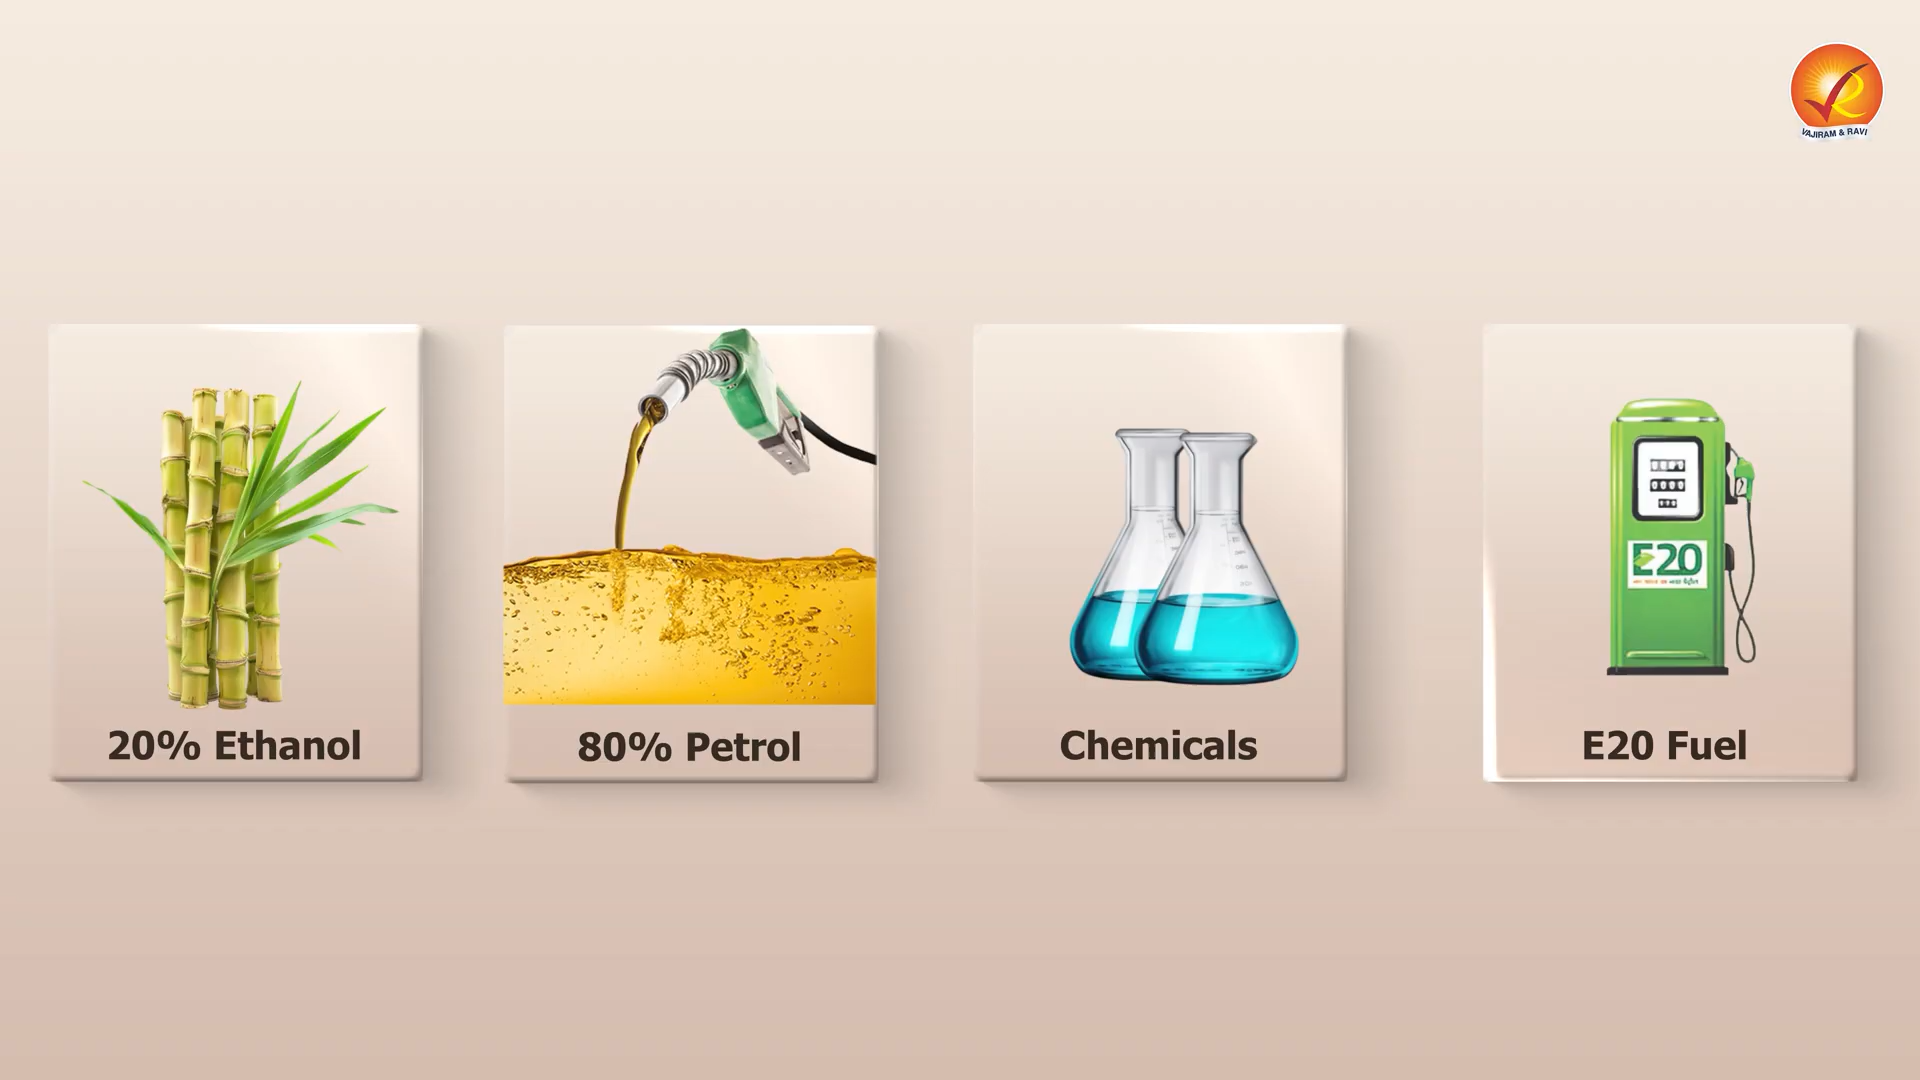 VAJIRAM & RAVI
20% Ethanol
80% Petrol
Chemicals
E20
E20 Fuel